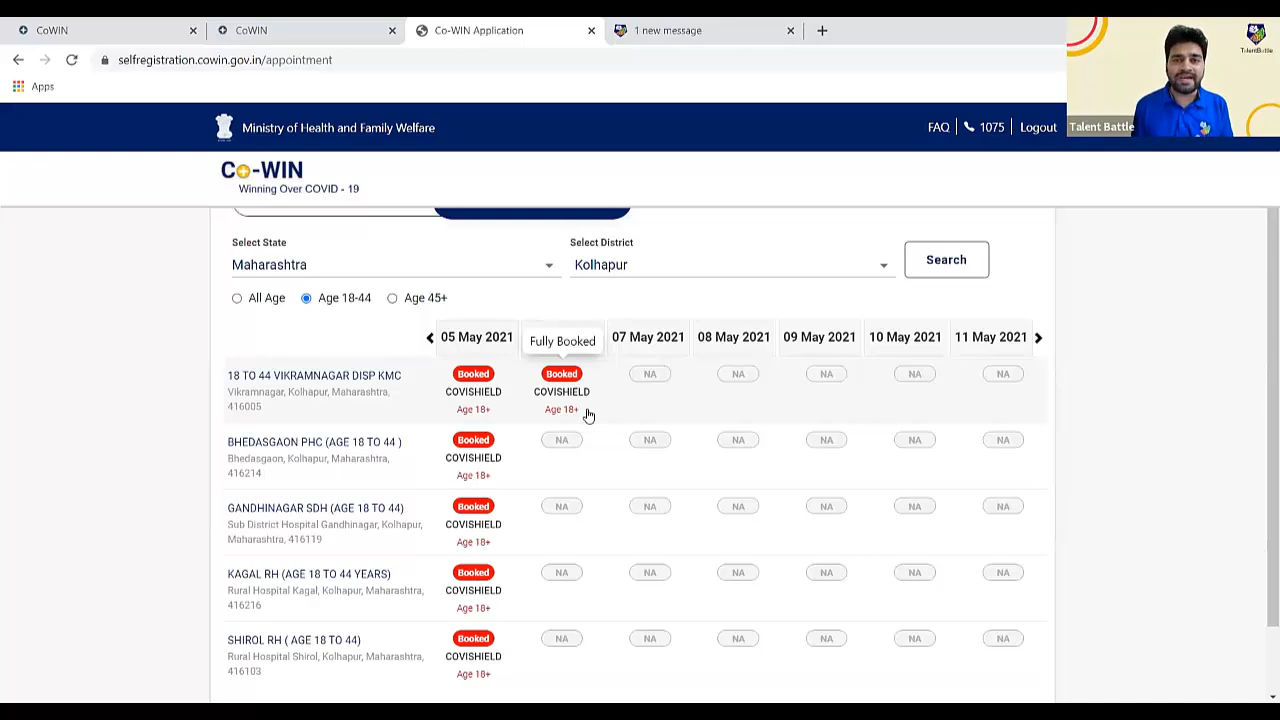 CoWIN
CoWIN
Co-WIN Application
1 new message
selfregistration.cowin.gov.in/appointment
Apps
TalentBattle
Talent Battle
Ministry of Health and Family Welfare
FAQ 1075 Logout
Co-WIN
Winning Over COVID - 19
Select State
Select District
Maharashtra
Kolhapur
Search
All Age Age 18-44 Age 45+
05 May 2021 Fully Booked 07 May 2021 08 May 2021 09 May 2021 10 May 2021 11 May 2021
18 TO 44 VIKRAMNAGAR DISP KMC
Vikramnagar, Kolhapur, Maharashtra,
416005
Booked
COVISHIELD
Age 18+
Booked
COVISHIELD
Age 18+
NA NA NA NA NA
BHEDASGAON PHC (AGE 18 TO 44 )
Bhedasgaon, Kolhapur, Maharashtra,
416214
Booked
COVISHIELD
Age 18+
NA NA NA NA NA NA
GANDHINAGAR SDH (AGE 18 TO 44)
Sub District Hospital Gandhinagar, Kolhapur,
Maharashtra, 416119
Booked
COVISHIELD
Age 18+
NA NA NA NA NA NA
KAGAL RH (AGE 18 TO 44 YEARS)
Rural Hospital Kagal, Kolhapur, Maharashtra,
416216
Booked
COVISHIELD
Age 18+
NA NA NA NA NA NA
SHIROL RH ( AGE 18 TO 44)
Rural Hospital Shirol, Kolhapur, Maharashtra,
416103
Booked
COVISHIELD
Age 18+
NA NA NA NA NA NA